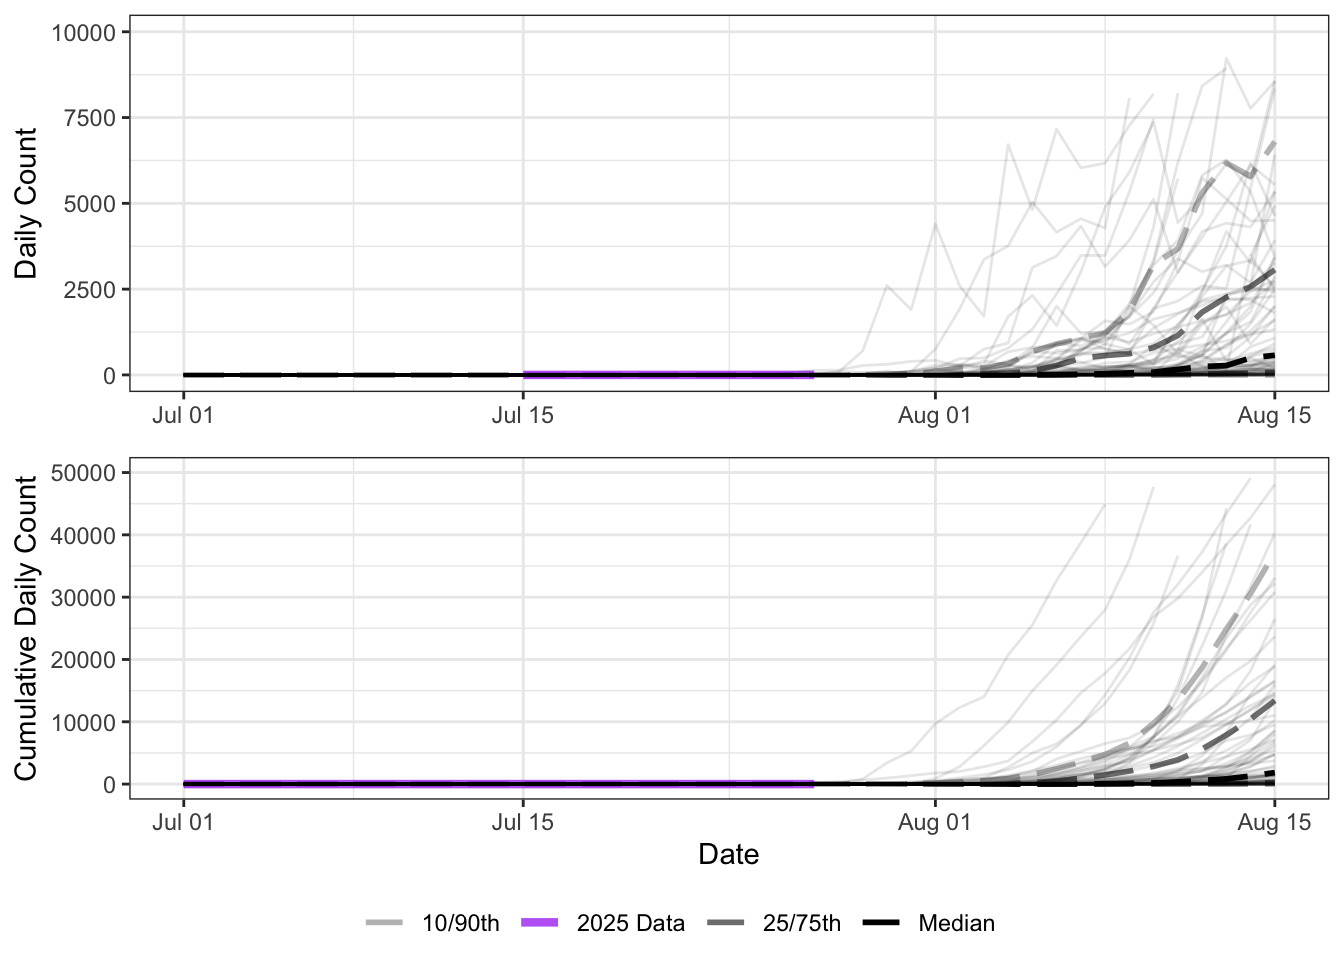 Daily Count
10000
7500
5000
2500
0
Jul 01 Jul 15 Aug 01 Aug 15
Cumulative Daily Count
50000
40000
30000
20000
10000
0
Jul 01 Jul 15 Aug 01 Aug 15
Date
10/90th 2025 Data 25/75th Median